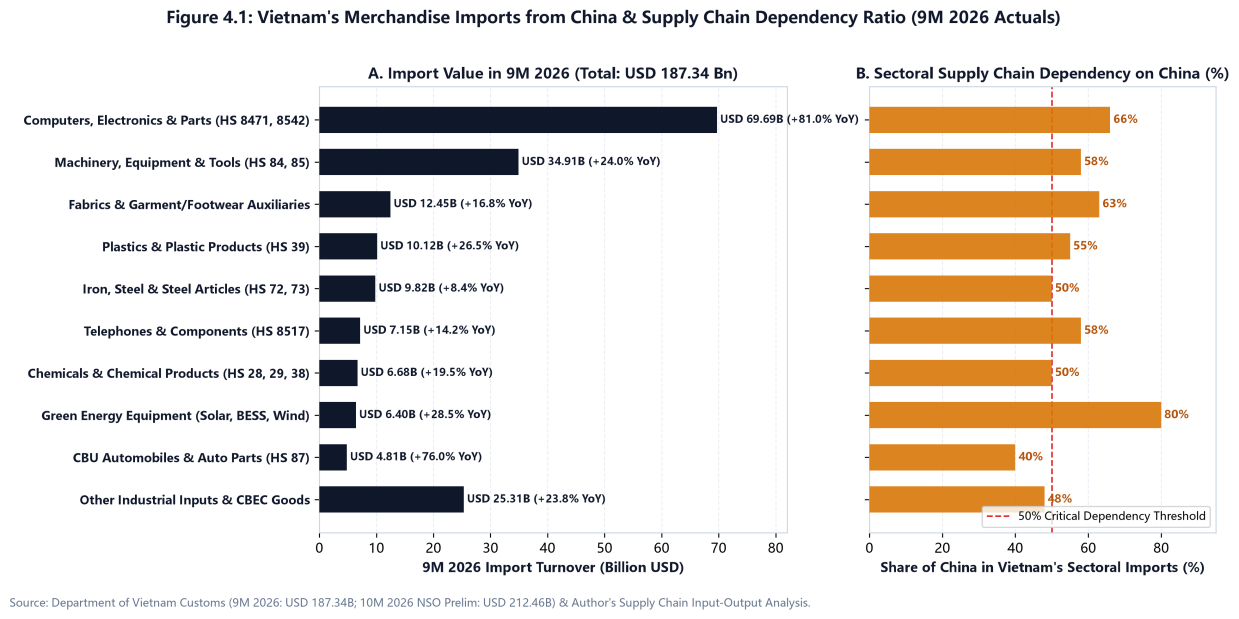 Figure 4.1: Vietnam's Merchandise Imports from China & Supply Chain Dependency Ratio (9M 2026 Actuals)
A. Import Value in 9M 2026 (Total: USD 187.34 Bn)
Computers, Electronics & Parts (HS 8471, 8542)
USD 69.69B (+81.0% YoY)
Machinery, Equipment & Tools (HS 84, 85)
USD 34.91B (+24.0% YoY)
Fabrics & Garment/Footwear Auxiliaries
USD 12.45B (+16.8% YoY)
Plastics & Plastic Products (HS 39)
USD 10.12B (+26.5% YoY)
Iron, Steel & Steel Articles (HS 72, 73)
USD 9.82B (+8.4% YoY)
Telephones & Components (HS 8517)
USD 7.15B (+14.2% YoY)
Chemicals & Chemical Products (HS 28, 29, 38)
USD 6.68B (+19.5% YoY)
Green Energy Equipment (Solar, BESS, Wind)
USD 6.40B (+28.5% YoY)
CBU Automobiles & Auto Parts (HS 87)
USD 4.81B (+76.0% YoY)
Other Industrial Inputs & CBEC Goods
USD 25.31B (+23.8% YoY)
0 10 20 30 40 50 60 70 80
9M 2026 Import Turnover (Billion USD)
B. Sectoral Supply Chain Dependency on China (%)
66%
58%
63%
55%
50%
58%
50%
80%
40%
48%
50% Critical Dependency Threshold
0 20 40 60 80
Share of China in Vietnam's Sectoral Imports (%)
Source: Department of Vietnam Customs (9M 2026: USD 187.34B; 10M 2026 NSO Prelim: USD 212.46B) & Author's Supply Chain Input-Output Analysis.